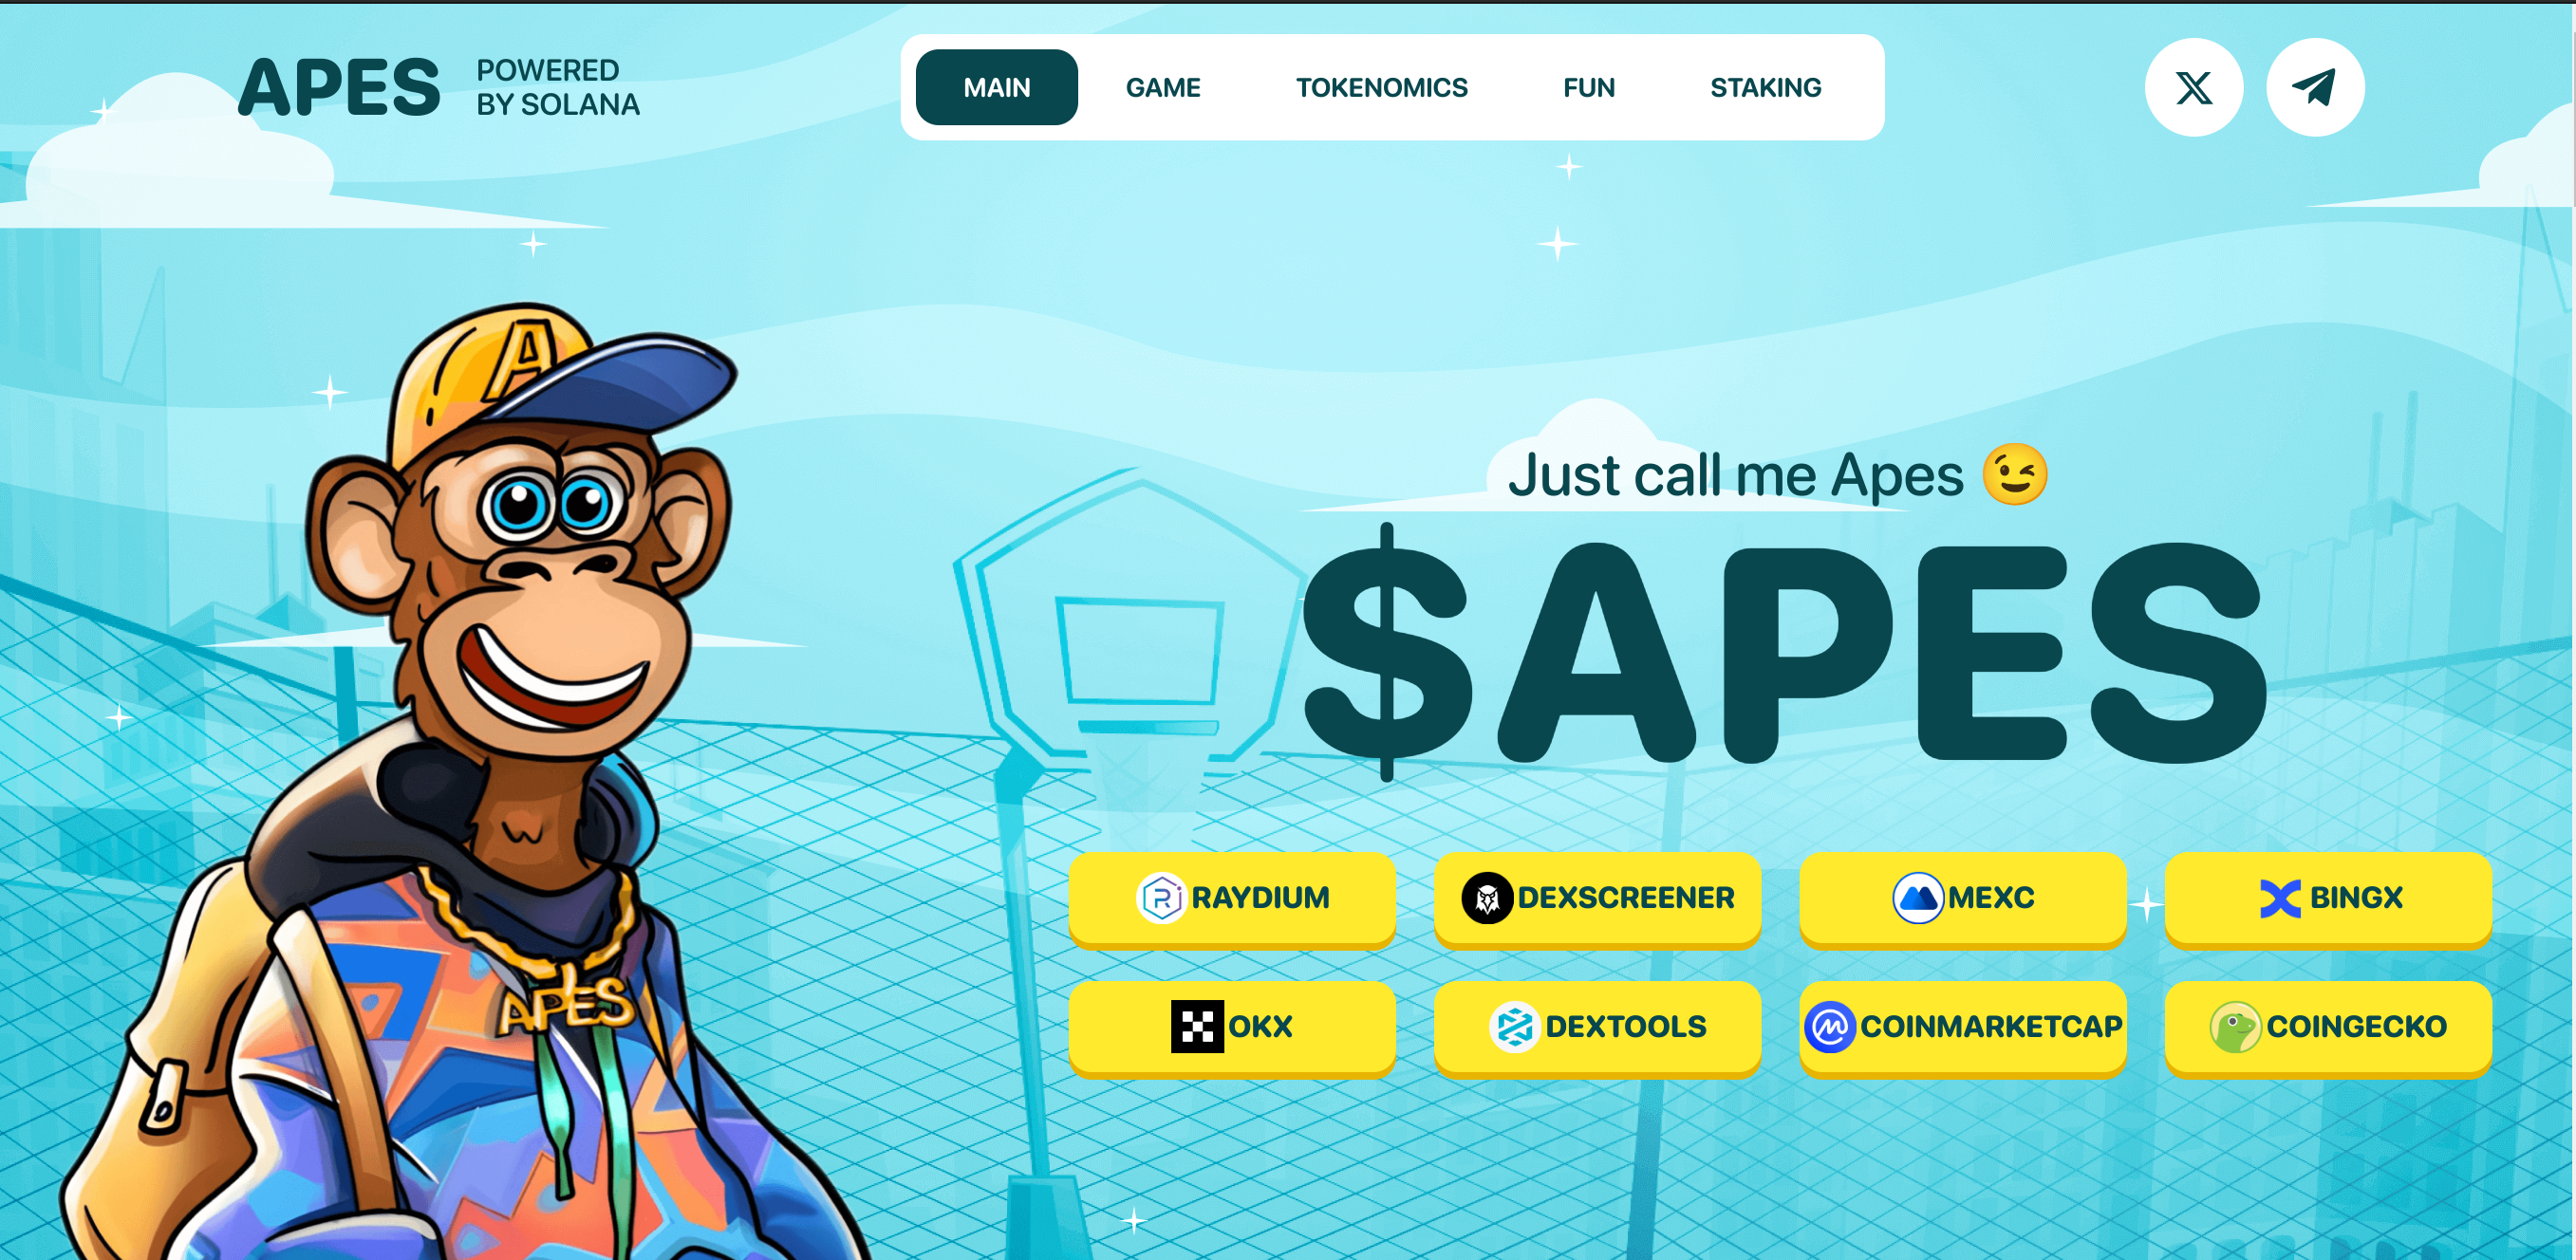 APES
POWERED
BY SOLANA
MAIN
GAME
TOKENOMICS
FUN
STAKING
A
Just call me Apes 😉
$APES
APES
RAYDIUM
DEXSCREENER
MEXC
BINGX
OKX
DEXTOOLS
COINMARKETCAP
COINGECKO